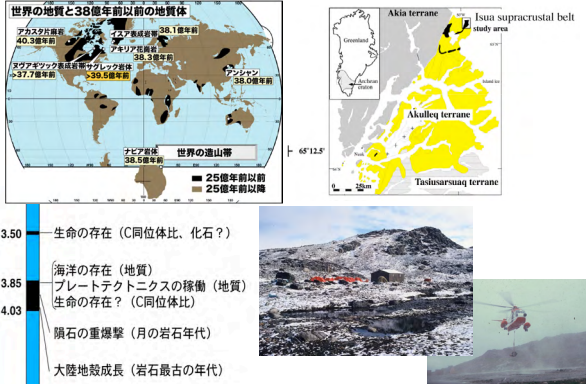 世界の地質と38億年前以前の地質体
アカスタ片麻岩
40.3億年前
イスア表成岩帯
38.1億年前
アキリア花崗岩
38.3億年前
ヌヴアギツック表成岩帯
>37.7億年前
サグレック岩体
>39.5億年前
アンシャン
38.0億年前
ナピア岩体
38.5億年前
世界の造山帯
25億年前以前
25億年前以降
Akia terrane
Isua supracrustal belt
study area
Greenland
Archean
craton
Akulleq terrane
65°12.5'
Tasiusarsuaq terrane
0 25km
3.50
生命の存在(C同位体比、化石?)
3.85
海洋の存在(地質)
プレートテクトニクスの稼働(地質)
生命の存在?(C同位体比)
4.03
隕石の重爆撃(月の岩石年代)
大陸地殻成長(岩石最古の年代)